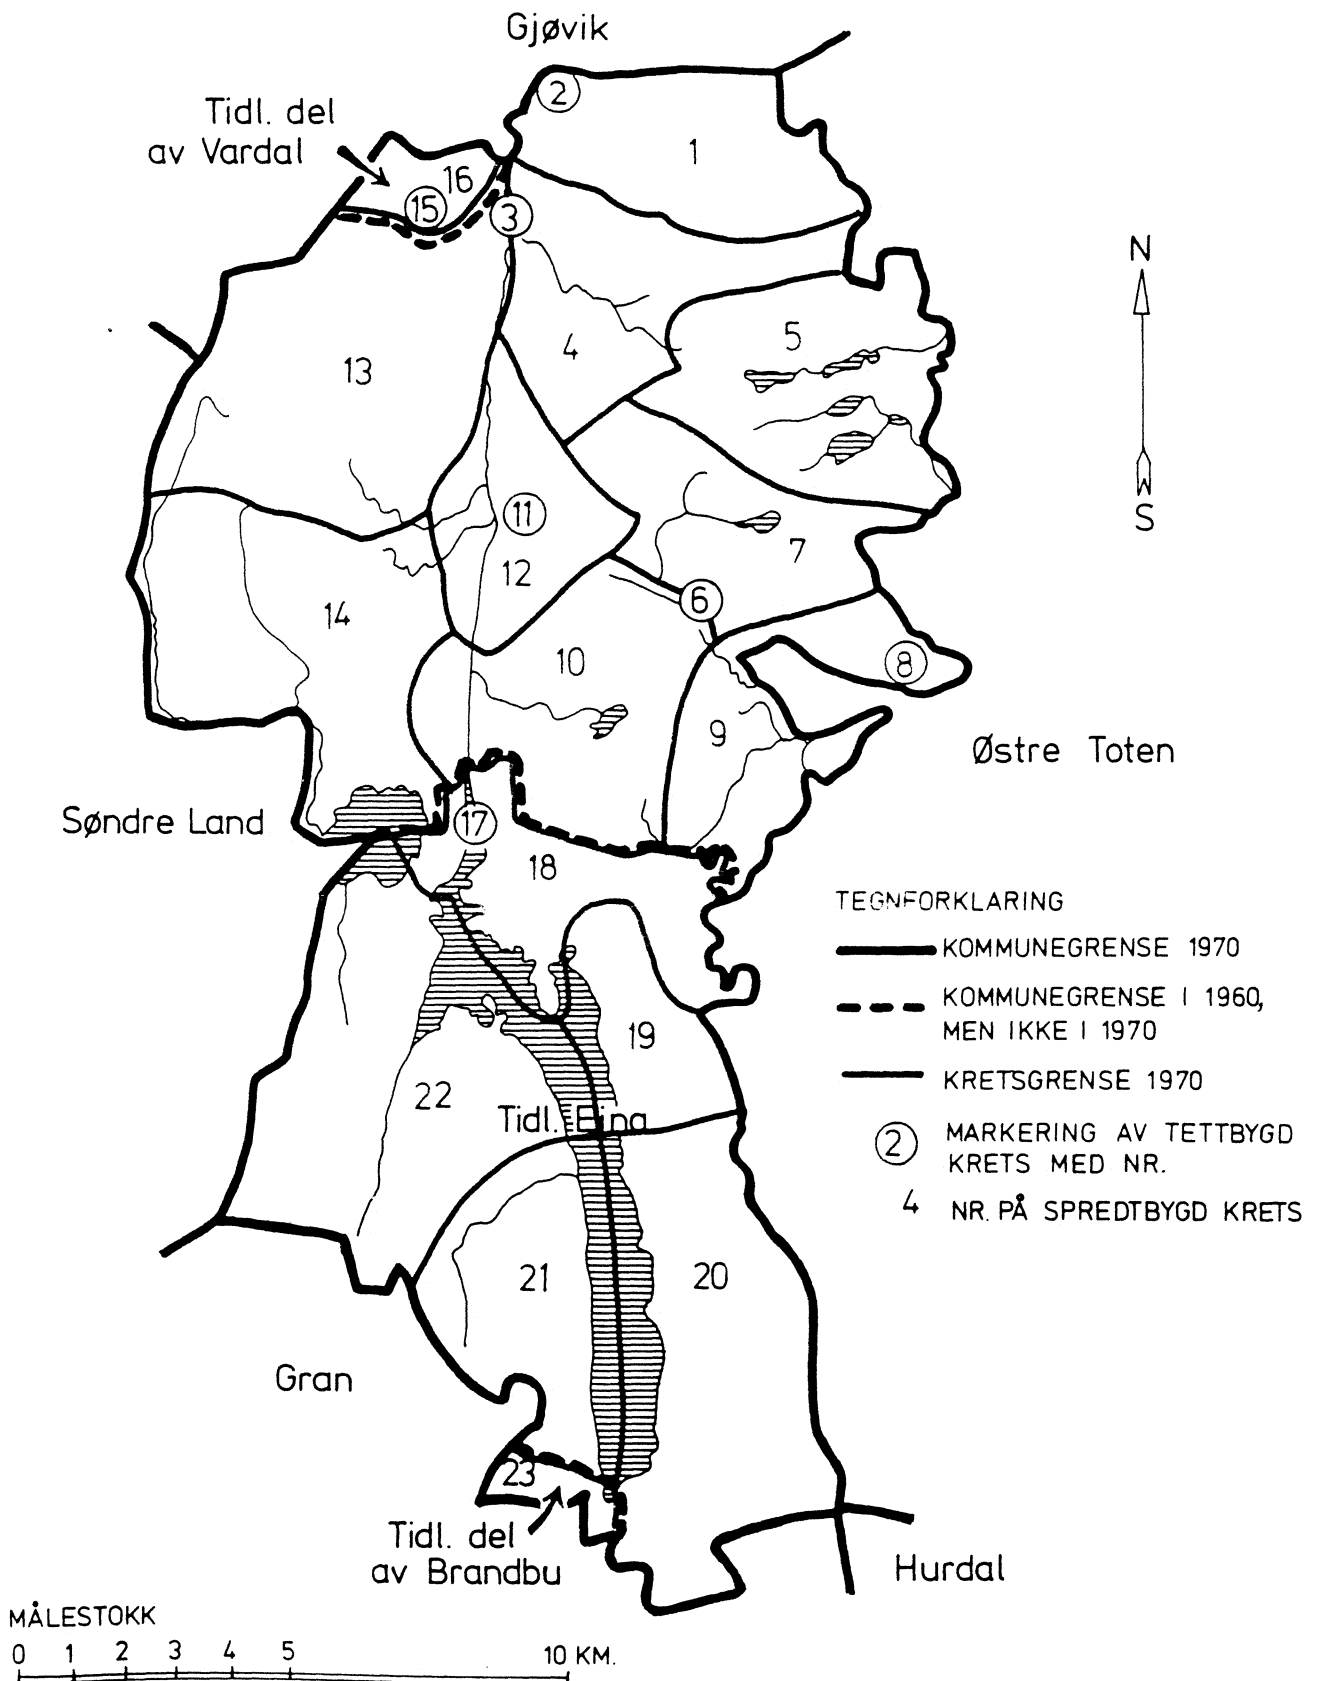 Gjøvik
2
Tidl. del
av Vardal
1
16
15
3
N
S
5
4
13
11
7
12
6
14
10
8
9
Østre Toten
Søndre Land
17
18
TEGNFORKLARING
KOMMUNEGRENSE 1970
KOMMUNEGRENSE I 1960,
MEN IKKE I 1970
KRETSGRENSE 1970
2 MARKERING AV TETTBYGD
KRETS MED NR.
4 NR. PÅ SPREDTBYGD KRETS
19
22
Tidl. Eina
21
20
Gran
23
Tidl. del
av Brandbu
Hurdal
MÅLESTOKK
0 1 2 3 4 5 10 KM.